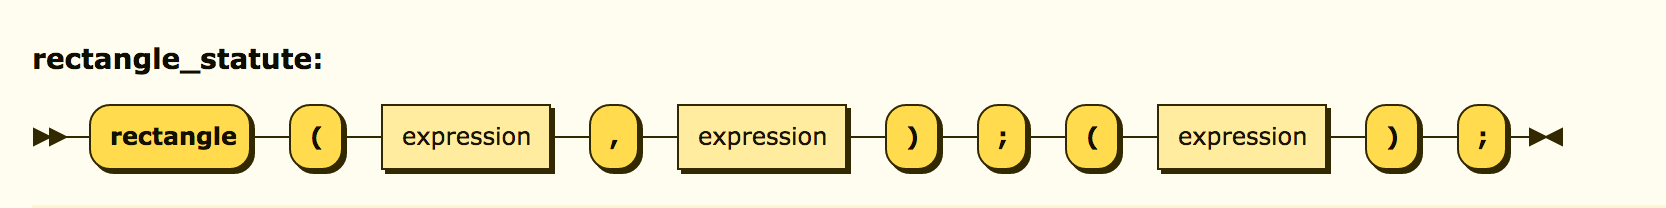 rectangle_statute:
rectangle ( expression , expression ) ; ( expression ) ;